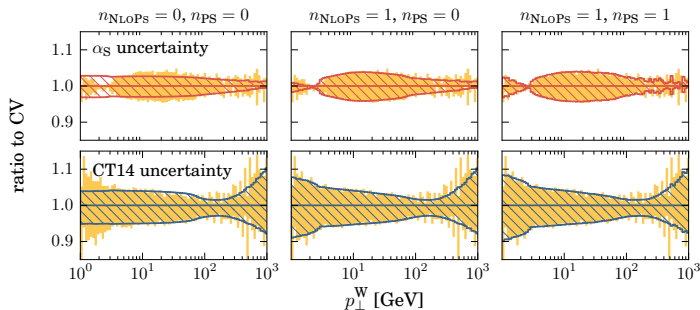 n_NLOPS = 0, n_PS = 0 n_NLOPS = 1, n_PS = 0 n_NLOPS = 1, n_PS = 1
α_S uncertainty
1.1
1.0
0.9
CT14 uncertainty
1.1
1.0
0.9
ratio to CV
10^0 10^1 10^2 10^3 10^1 10^2 10^3 10^1 10^2 10^3
p_⊥^W [GeV]